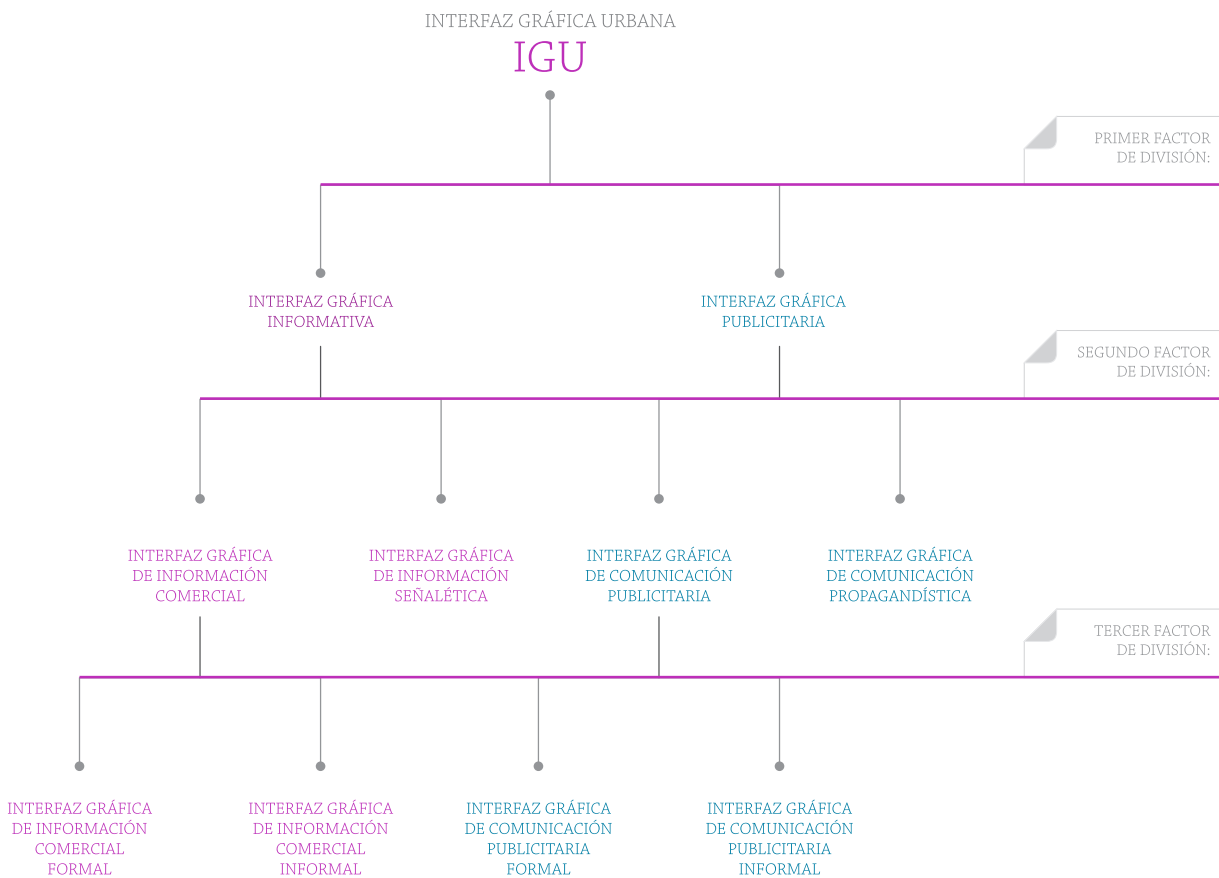 INTERFAZ GRÁFICA URBANA
IGU
PRIMER FACTOR
DE DIVISIÓN:
INTERFAZ GRÁFICA
INFORMATIVA
INTERFAZ GRÁFICA
PUBLICITARIA
SEGUNDO FACTOR
DE DIVISIÓN:
INTERFAZ GRÁFICA
DE INFORMACIÓN
COMERCIAL
INTERFAZ GRÁFICA
DE INFORMACIÓN
SEÑALÉTICA
INTERFAZ GRÁFICA
DE COMUNICACIÓN
PUBLICITARIA
INTERFAZ GRÁFICA
DE COMUNICACIÓN
PROPAGANDÍSTICA
TERCER FACTOR
DE DIVISIÓN:
INTERFAZ GRÁFICA
DE INFORMACIÓN
COMERCIAL
FORMAL
INTERFAZ GRÁFICA
DE INFORMACIÓN
COMERCIAL
INFORMAL
INTERFAZ GRÁFICA
DE COMUNICACIÓN
PUBLICITARIA
FORMAL
INTERFAZ GRÁFICA
DE COMUNICACIÓN
PUBLICITARIA
INFORMAL